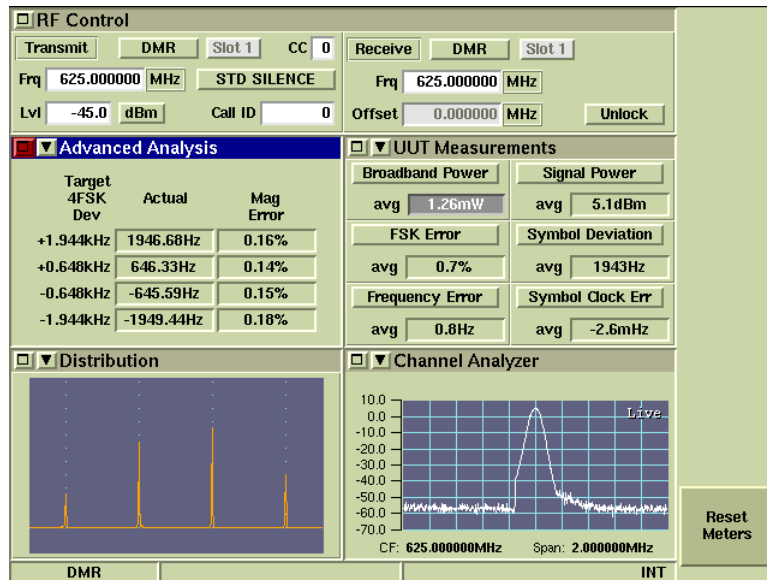 RF Control
Transmit DMR Slot 1 CC 0
Frq 625.000000 MHz STD SILENCE
Lvl -45.0 dBm Call ID 0
Receive DMR Slot 1
Frq 625.000000 MHz
Offset 0.000000 MHz Unlock
Advanced Analysis
Target 4FSK Dev Actual Mag Error
+1.944kHz 1946.68Hz 0.16%
+0.648kHz 646.33Hz 0.14%
-0.648kHz -645.59Hz 0.15%
-1.944kHz -1949.44Hz 0.18%
UUT Measurements
Broadband Power Signal Power
avg 1.26mW avg 5.1dBm
FSK Error Symbol Deviation
avg 0.7% avg 1943Hz
Frequency Error Symbol Clock Err
avg 0.8Hz avg -2.6mHz
Distribution
Channel Analyzer
10.0
0.0
-10.0
-20.0
-30.0
-40.0
-50.0
-60.0
-70.0
Live
CF: 625.000000MHz Span: 2.000000MHz
Reset
Meters
DMR INT